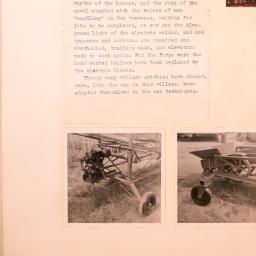 rhythm of the hammer, and the ring of the
anvil mingled with the voices of men
"candling" in the traverse, waiting for
jobs to be completed, we now see the blue-
green light of the electric welder, and now
tractors and machines are repaired and
overhauled, trailers made, and elevators
made to work again. For the forge work the
hand worked bellows have been replaced by
the electric blower.
Though many village smithies have closed,
some, like the one in this village, have
adapted themselves to the new techniques.